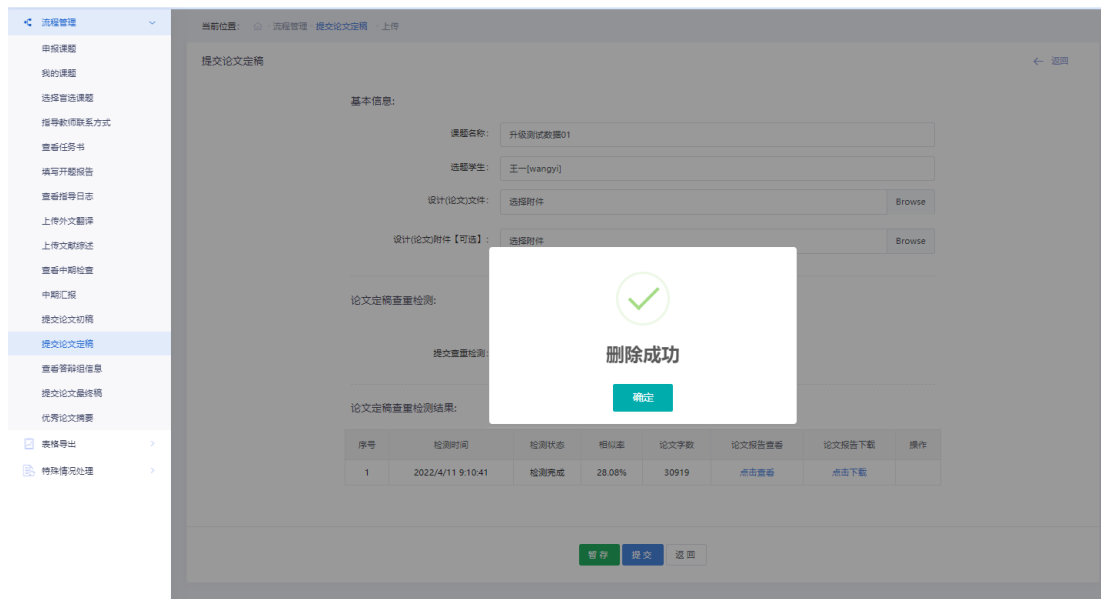 流程管理
申报课题
我的课题
选择盲选课题
指导教师联系方式
查看任务书
填写开题报告
查看指导日志
上传外文翻译
上传文献综述
查看中期检查
中期汇报
提交论文初稿
提交论文定稿
查看答辩组信息
提交论文最终稿
优秀论文摘要
表格导出
特殊情况处理
当前位置: 流程管理 提交论文定稿 上传
提交论文定稿 返回
基本信息:
课题名称: 升级测试数据01
选题学生: 王一[wangyi]
设计(论文)文件: 选择附件 Browse
设计(论文)附件【可选】: 选择附件 Browse
论文定稿查重检测:
提交查重检测:
删除成功
确定
论文定稿查重检测结果:
序号 检测时间 检测状态 相似率 论文字数 论文报告查看 论文报告下载 操作
1 2022/4/11 9:10:41 检测完成 28.08% 30919 点击查看 点击下载
暂存 提交 返回